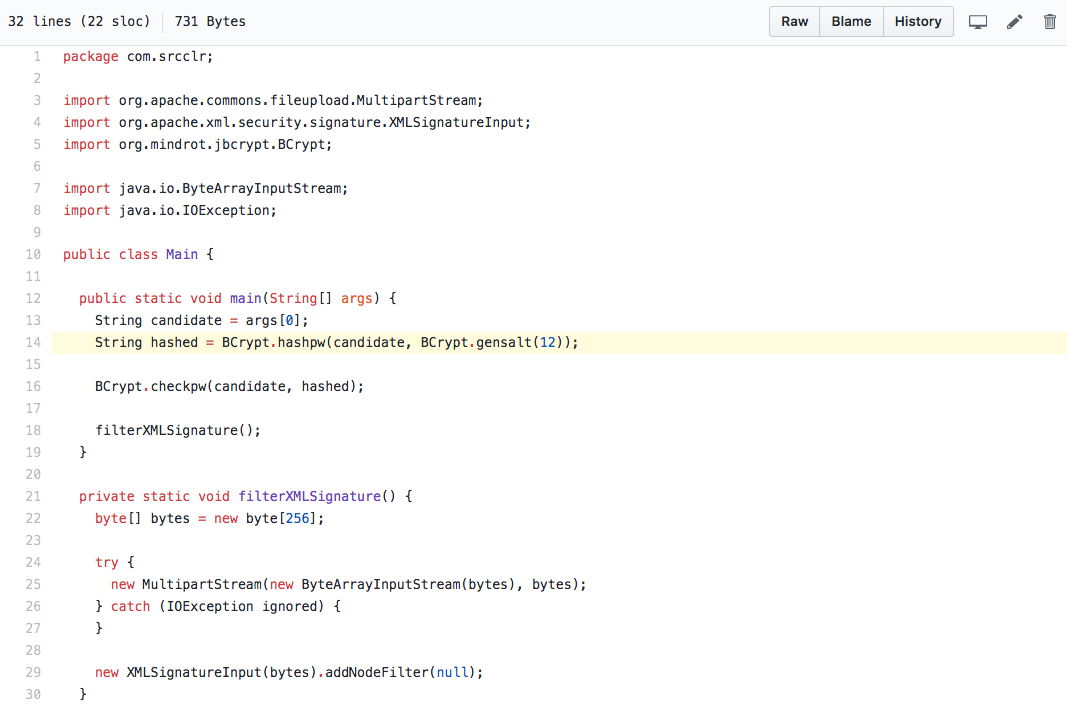 32 lines (22 sloc) 731 Bytes Raw Blame History
1 package com.srcclr;
2
3 import org.apache.commons.fileupload.MultipartStream;
4 import org.apache.xml.security.signature.XMLSignatureInput;
5 import org.mindrot.jbcrypt.BCrypt;
6
7 import java.io.ByteArrayInputStream;
8 import java.io.IOException;
9
10 public class Main {
11
12 public static void main(String[] args) {
13 String candidate = args[0];
14 String hashed = BCrypt.hashpw(candidate, BCrypt.gensalt(12));
15
16 BCrypt.checkpw(candidate, hashed);
17
18 filterXMLSignature();
19 }
20
21 private static void filterXMLSignature() {
22 byte[] bytes = new byte[256];
23
24 try {
25 new MultipartStream(new ByteArrayInputStream(bytes), bytes);
26 } catch (IOException ignored) {
27 }
28
29 new XMLSignatureInput(bytes).addNodeFilter(null);
30 }